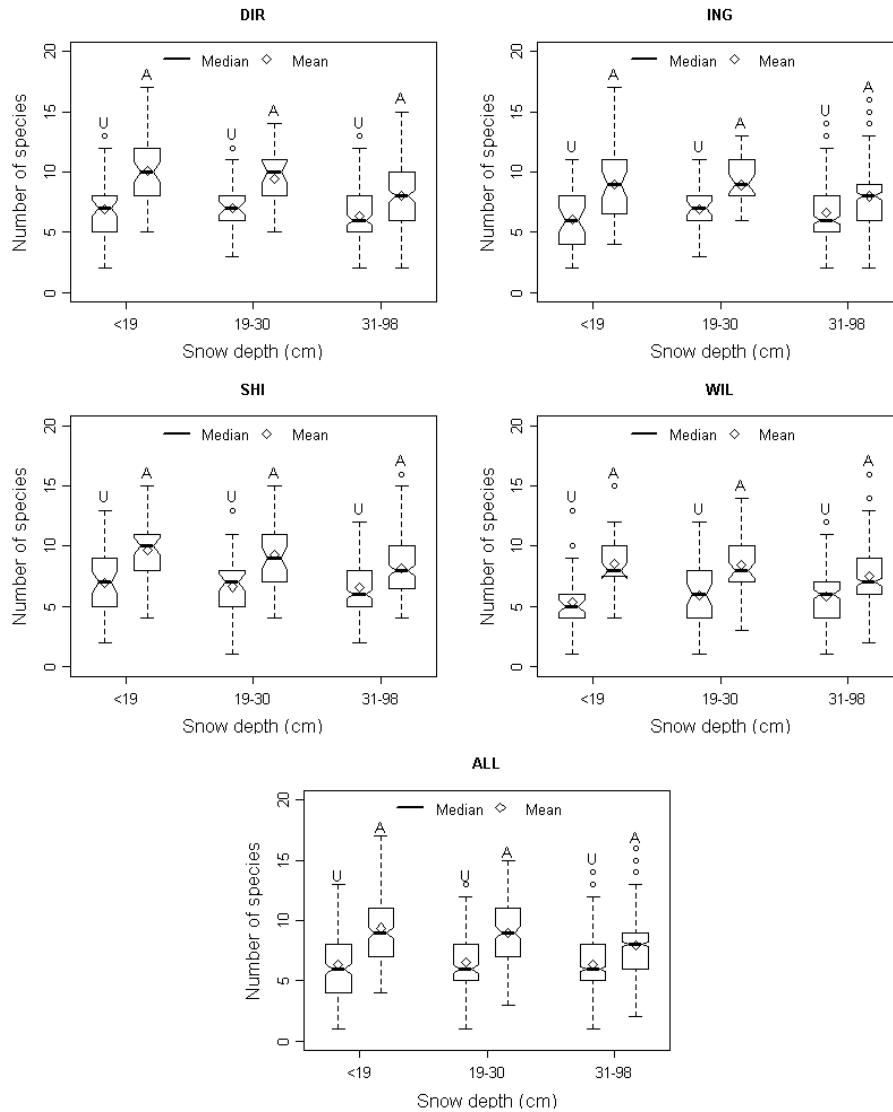 DIR
Median Mean
U A U A U A
Number of species
20
15
10
5
0
<19 19-30 31-98
Snow depth (cm)
ING
Median Mean
U A U A U A
Number of species
20
15
10
5
0
<19 19-30 31-98
Snow depth (cm)
SHI
Median Mean
U A U A U A
Number of species
20
15
10
5
0
<19 19-30 31-98
Snow depth (cm)
WIL
Median Mean
U A U A U A
Number of species
20
15
10
5
0
<19 19-30 31-98
Snow depth (cm)
ALL
Median Mean
U A U A U A
Number of species
20
15
10
5
0
<19 19-30 31-98
Snow depth (cm)